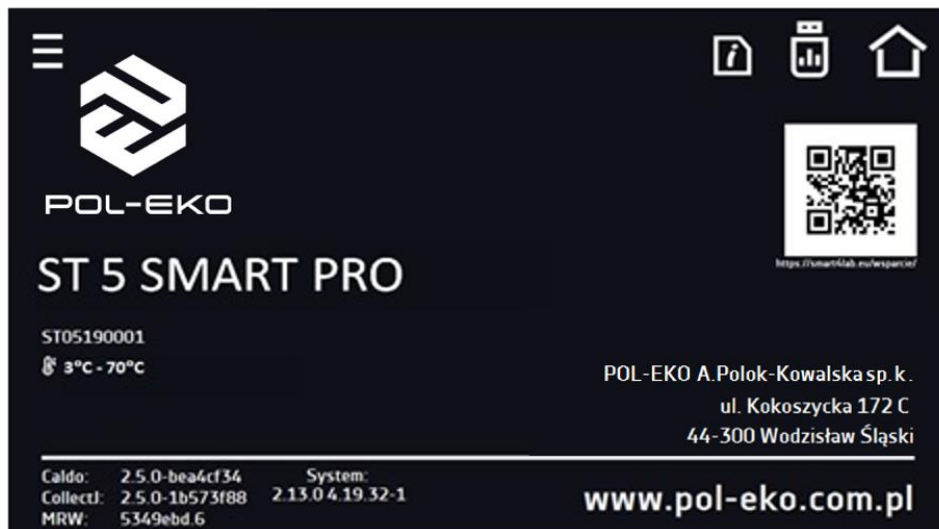 POL-EKO
https://smart4lab.eu/wsparcie/
ST 5 SMART PRO
ST05190001
3°C - 70°C
POL-EKO A.Polok-Kowalska sp.k.
ul. Kokoszycka 172 C
44-300 Wodzisław Śląski
Caldo: 2.5.0-bea4cf34
CollectJ: 2.5.0-1b573f88
MRW: 5349ebd.6
System:
2.13.0 4.19.32-1
www.pol-eko.com.pl